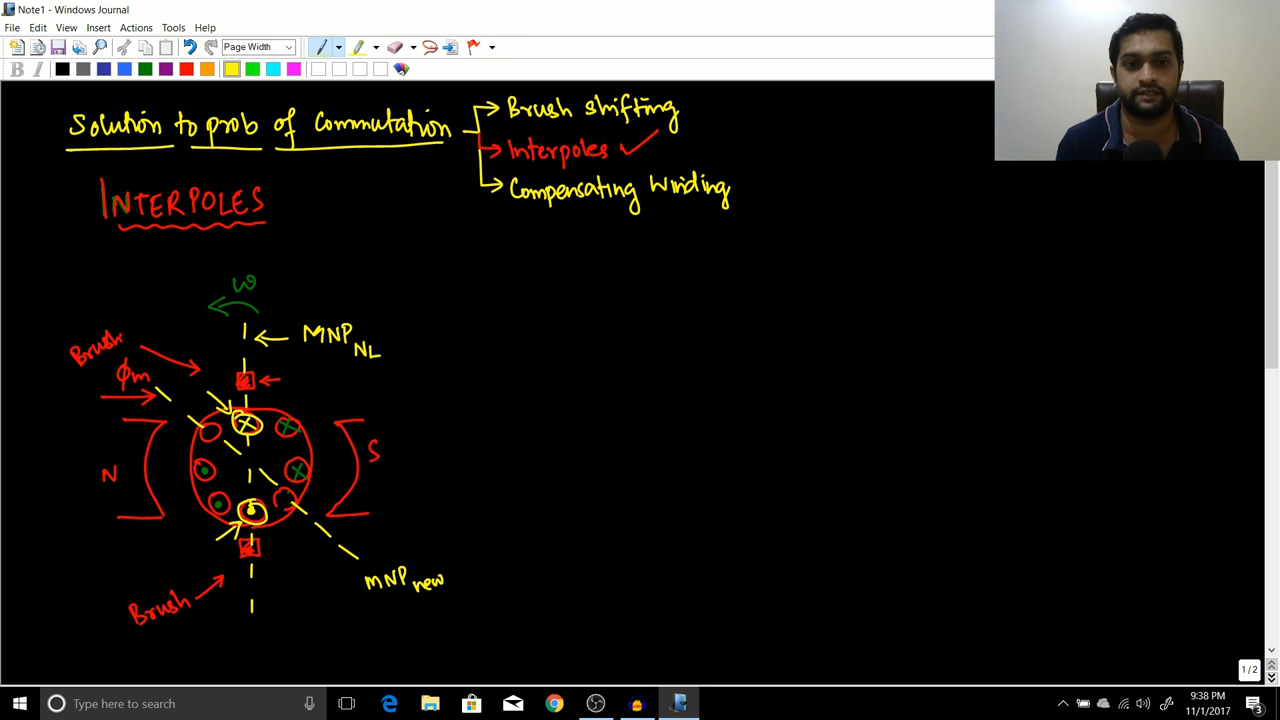 Note1 - Windows Journal
File Edit View Insert Actions Tools Help
Page Width
B I
Solution to prob of Commutation
Brush shifting
Interpoles
Compensating Winding
INTERPOLES
ω
MNP NL
Brush
ϕm
N
S
MNP new
Brush
1/2
Type here to search
9:38 PM
11/1/2017
3